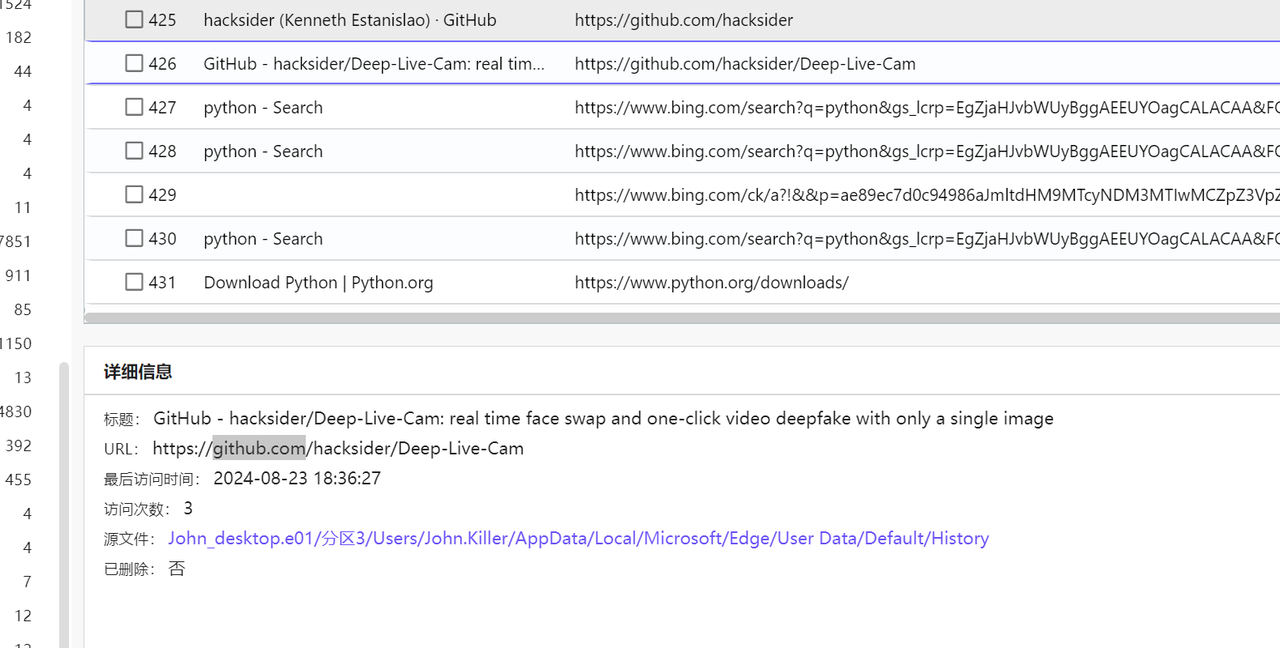 1524
182
44
4
4
4
11
7851
911
85
1150
13
4830
392
455
4
4
7
12
425 hacksider (Kenneth Estanislao) · GitHub https://github.com/hacksider
426 GitHub - hacksider/Deep-Live-Cam: real tim... https://github.com/hacksider/Deep-Live-Cam
427 python - Search https://www.bing.com/search?q=python&gs_lcrp=EgZjaHJvbWUyBggAEEUYOagCALACAA&FO
428 python - Search https://www.bing.com/search?q=python&gs_lcrp=EgZjaHJvbWUyBggAEEUYOagCALACAA&FO
429 https://www.bing.com/ck/a?!&&p=ae89ec7d0c94986aJmltdHM9MTcyNDM3MTIwMCZpZ3VpZ
430 python - Search https://www.bing.com/search?q=python&gs_lcrp=EgZjaHJvbWUyBggAEEUYOagCALACAA&FO
431 Download Python | Python.org https://www.python.org/downloads/
详细信息
标题: GitHub - hacksider/Deep-Live-Cam: real time face swap and one-click video deepfake with only a single image
URL: https://github.com/hacksider/Deep-Live-Cam
最后访问时间: 2024-08-23 18:36:27
访问次数: 3
源文件: John_desktop.e01/分区3/Users/John.Killer/AppData/Local/Microsoft/Edge/User Data/Default/History
已删除: 否